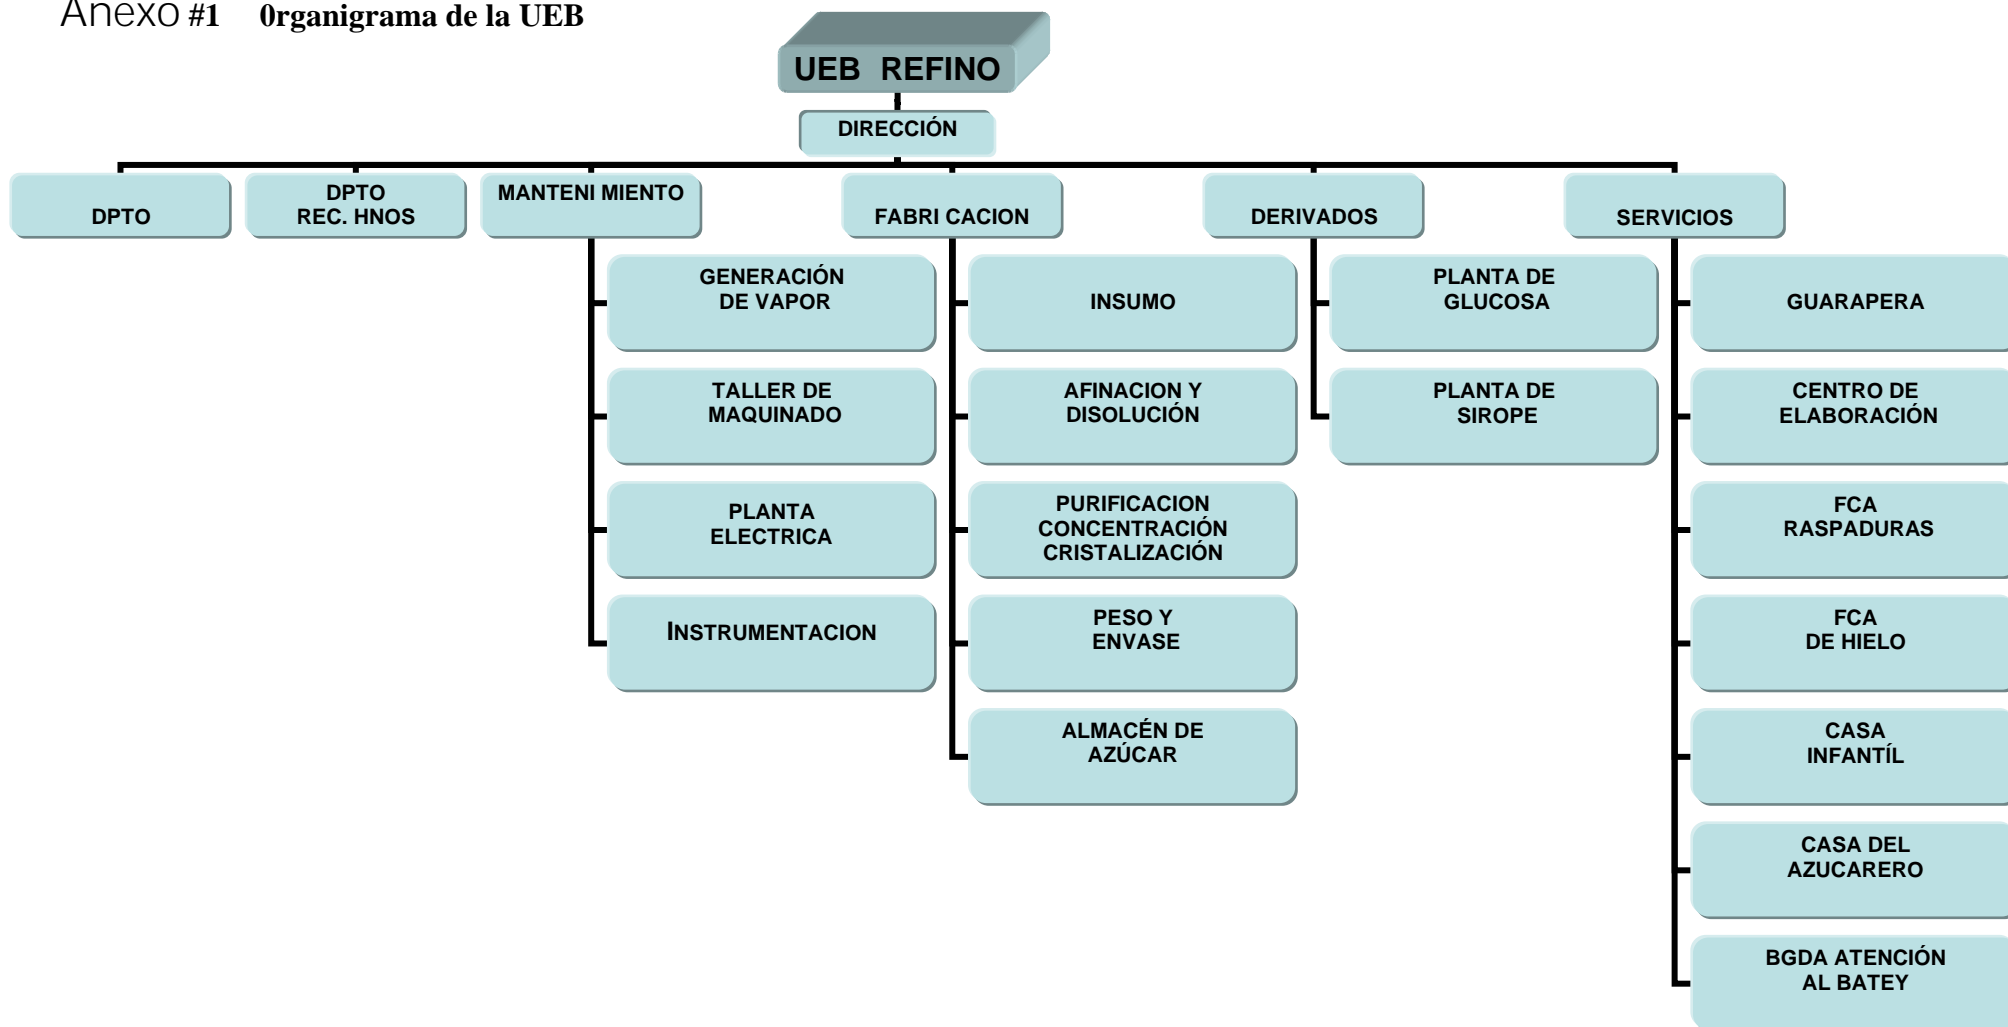 Anexo #1 0rganigrama de la UEB
UEB REFINO
DIRECCIÓN
DPTO
DPTO
REC. HNOS
MANTENI MIENTO
FABRI CACION
DERIVADOS
SERVICIOS
GENERACIÓN
DE VAPOR
TALLER DE
MAQUINADO
PLANTA
ELECTRICA
INSTRUMENTACION
INSUMO
AFINACION Y
DISOLUCIÓN
PURIFICACION
CONCENTRACIÓN
CRISTALIZACIÓN
PESO Y
ENVASE
ALMACÉN DE
AZÚCAR
PLANTA DE
GLUCOSA
PLANTA DE
SIROPE
GUARAPERA
CENTRO DE
ELABORACIÓN
FCA
RASPADURAS
FCA
DE HIELO
CASA
INFANTÍL
CASA DEL
AZUCARERO
BGDA ATENCIÓN
AL BATEY